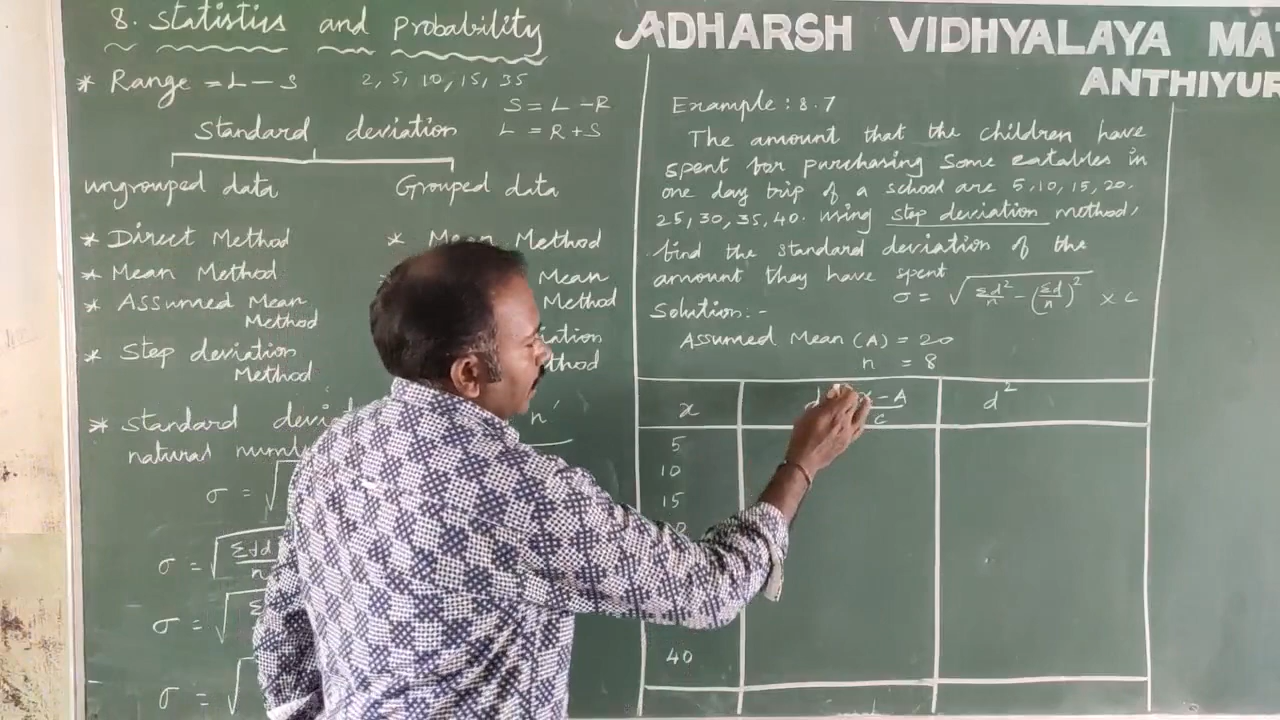 8. Statistics and Probability
* Range = L - S 2, 5, 10, 15, 35
S = L - R
L = R + S
Standard deviation
ungrouped data
* Direct Method
* Mean Method
* Assumed Mean
Method
* Step deviation
Method
Grouped data
* Mean Method
Mean
Method
Method
* Standard
natural
'n'
σ = √
σ = √
σ = √
σ = √
ADHARSH VIDHYALAYA
ANTHIYUR
Example : 8.7
The amount that the children have
spent for purchasing some eatables in
one day trip of a school are 5, 10, 15, 20.
25, 30, 35, 40. using step deviation method,
find the standard deviation of the
amount they have spent
σ = √(Σd²/n - (Σd/n)²) × c
Solution:-
Assumed Mean (A) = 20
n = 8
x d x-A/c d²
5
10
15
40